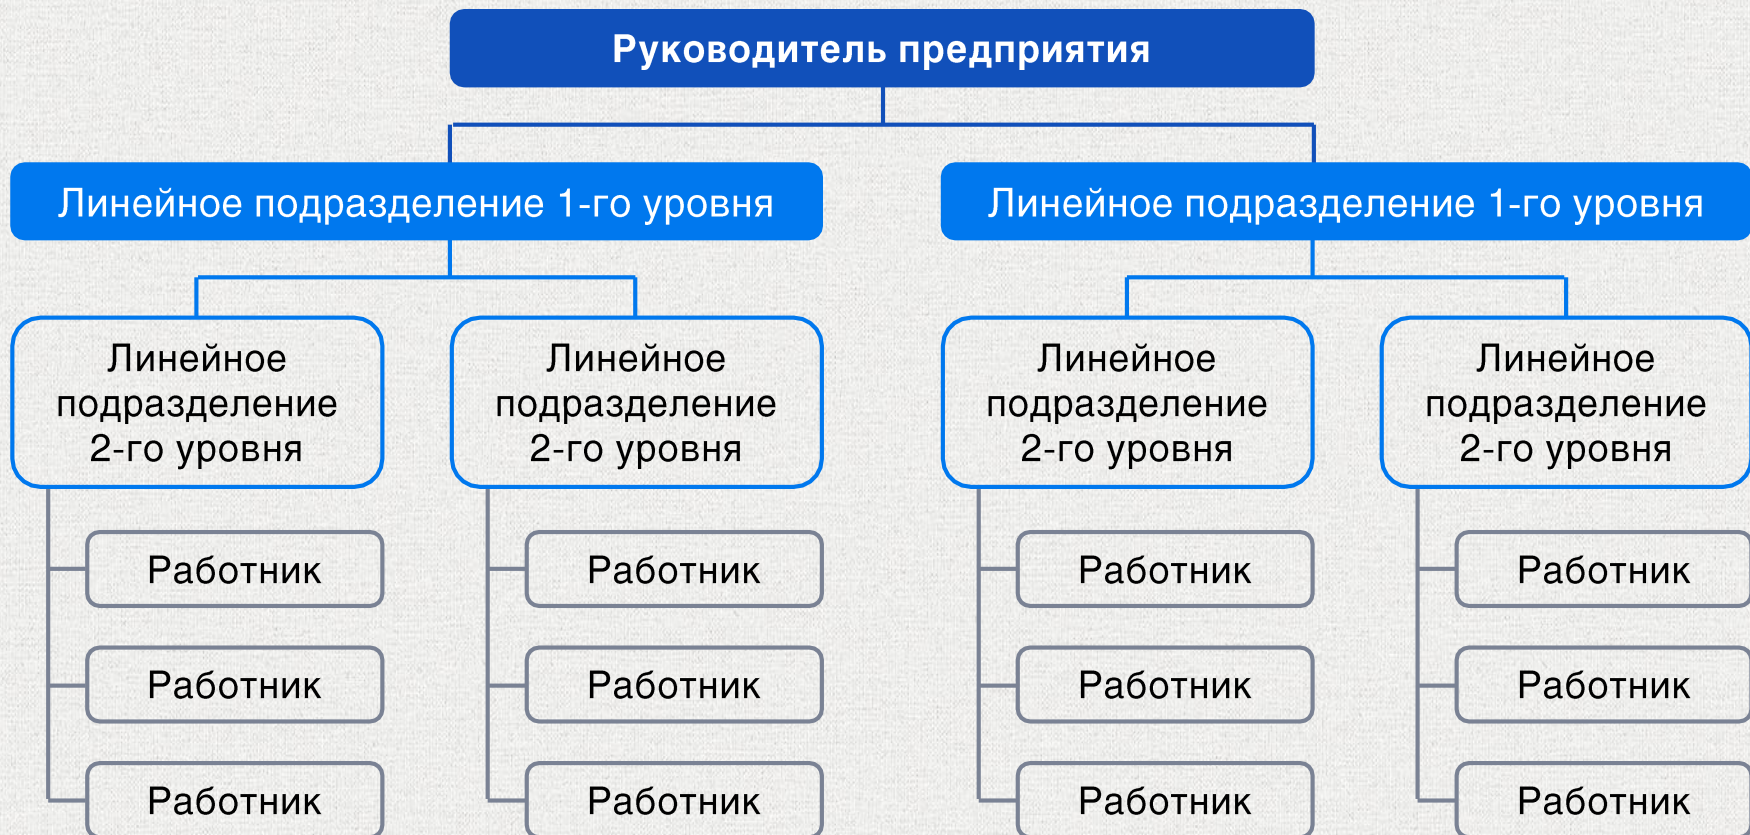 Руководитель предприятия
Линейное подразделение 1-го уровня
Линейное подразделение 1-го уровня
Линейное
подразделение
2-го уровня
Линейное
подразделение
2-го уровня
Линейное
подразделение
2-го уровня
Линейное
подразделение
2-го уровня
Работник
Работник
Работник
Работник
Работник
Работник
Работник
Работник
Работник
Работник
Работник
Работник